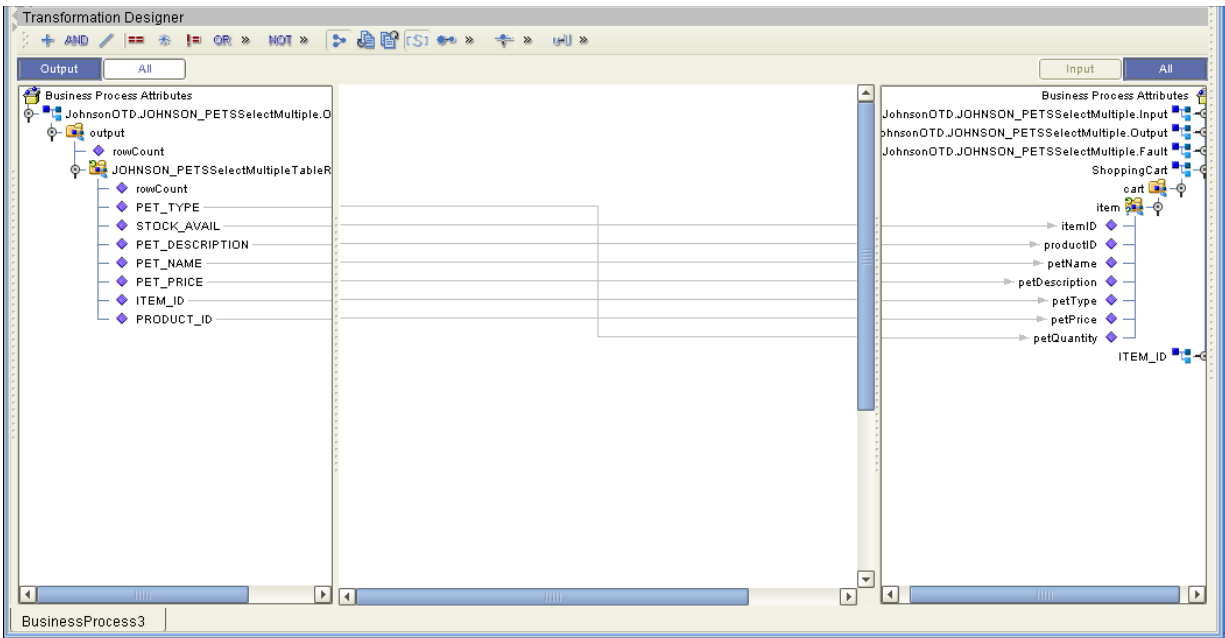 Transformation Designer
AND == != OR » NOT » [S] » » »
Output All Input All
Business Process Attributes
JohnsonOTD.JOHNSON_PETSSelectMultiple.O
output
rowCount
JOHNSON_PETSSelectMultipleTableR
rowCount
PET_TYPE
STOCK_AVAIL
PET_DESCRIPTION
PET_NAME
PET_PRICE
ITEM_ID
PRODUCT_ID
Business Process Attributes
JohnsonOTD.JOHNSON_PETSSelectMultiple.Input
ohnsonOTD.JOHNSON_PETSSelectMultiple.Output
JohnsonOTD.JOHNSON_PETSSelectMultiple.Fault
ShoppingCart
cart
item
itemID
productID
petName
petDescription
petType
petPrice
petQuantity
ITEM_ID
BusinessProcess3